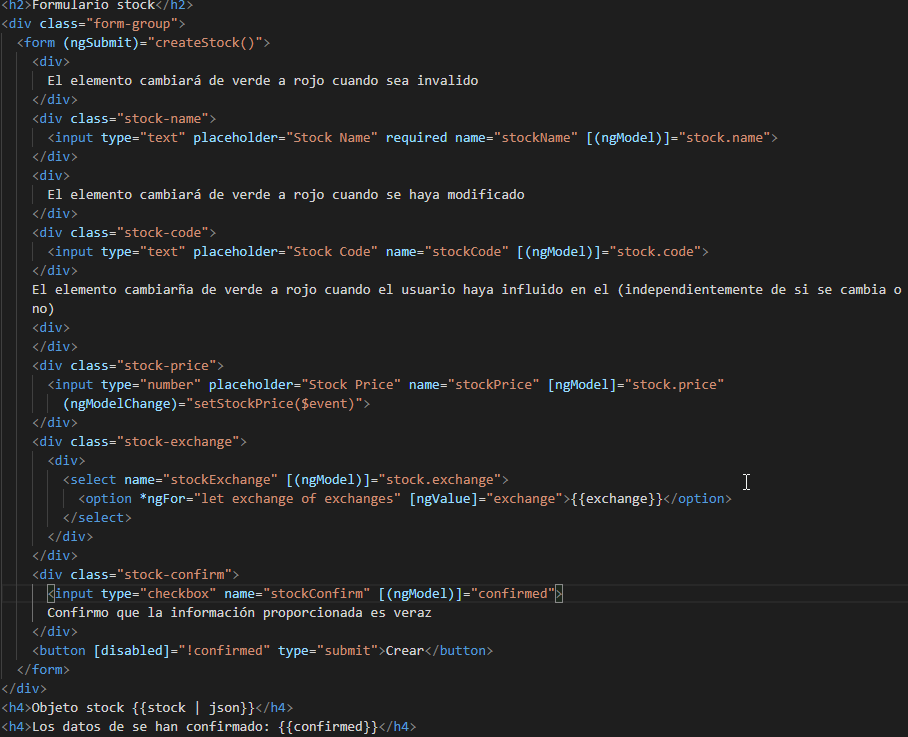 <h2>Formulario stock</h2>
<div class="form-group">
<form (ngSubmit)="createStock()">
<div>
El elemento cambiará de verde a rojo cuando sea invalido
</div>
<div class="stock-name">
<input type="text" placeholder="Stock Name" required name="stockName" [(ngModel)]="stock.name">
</div>
<div>
El elemento cambiará de verde a rojo cuando se haya modificado
</div>
<div class="stock-code">
<input type="text" placeholder="Stock Code" name="stockCode" [(ngModel)]="stock.code">
</div>
El elemento cambiarña de verde a rojo cuando el usuario haya influido en el (independientemente de si se cambia o
no)
<div>
</div>
<div class="stock-price">
<input type="number" placeholder="Stock Price" name="stockPrice" [ngModel]="stock.price"
(ngModelChange)="setStockPrice($event)">
</div>
<div class="stock-exchange">
<div>
<select name="stockExchange" [(ngModel)]="stock.exchange">
<option *ngFor="let exchange of exchanges" [ngValue]="exchange">{{exchange}}</option>
</select>
</div>
</div>
<div class="stock-confirm">
<input type="checkbox" name="stockConfirm" [(ngModel)]="confirmed">
Confirmo que la información proporcionada es veraz
</div>
<button [disabled]="!confirmed" type="submit">Crear</button>
</form>
</div>
<h4>Objeto stock {{stock | json}}</h4>
<h4>Los datos de se han confirmado: {{confirmed}}</h4>